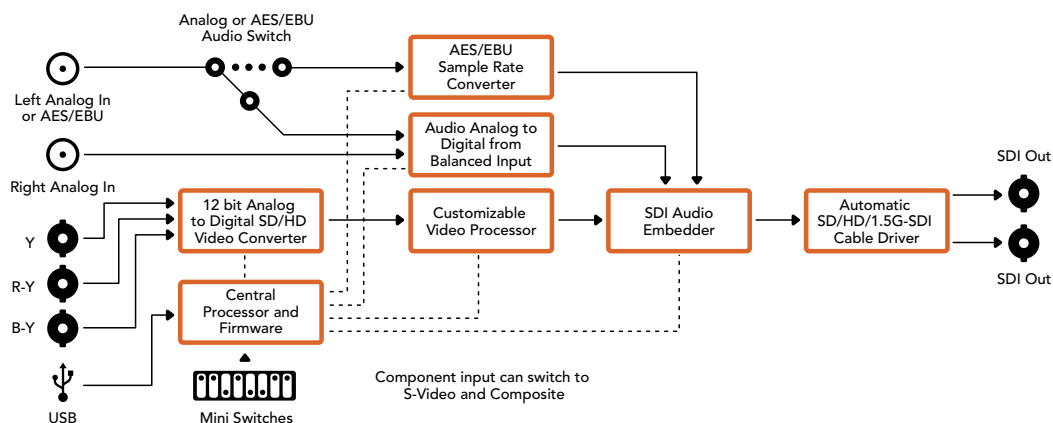 Analog or AES/EBU
Audio Switch
Left Analog In
or AES/EBU
AES/EBU
Sample Rate
Converter
Right Analog In
Audio Analog to
Digital from
Balanced Input
Y
R-Y
B-Y
12 bit Analog
to Digital SD/HD
Video Converter
Customizable
Video Processor
SDI Audio
Embedder
Automatic
SD/HD/1.5G-SDI
Cable Driver
SDI Out
SDI Out
Central
Processor and
Firmware
USB
Mini Switches
Component input can switch to
S-Video and Composite